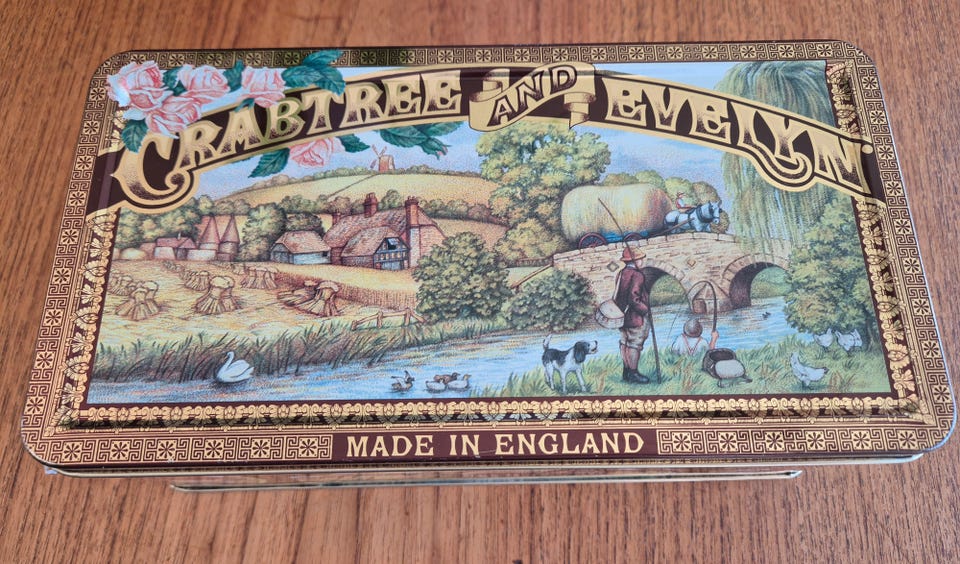 CRABTREE AND EVELYN
MADE IN ENGLAND